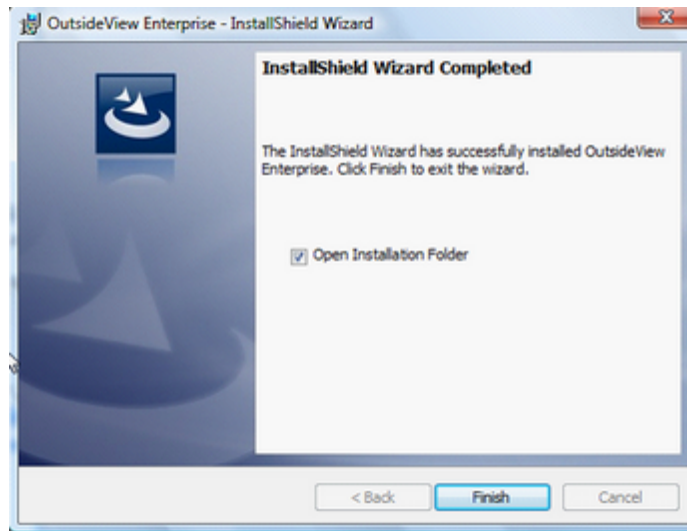 OutsideView Enterprise - InstallShield Wizard
InstallShield Wizard Completed
The InstallShield Wizard has successfully installed OutsideView
Enterprise. Click Finish to exit the wizard.
Open Installation Folder
< Back
Finish
Cancel